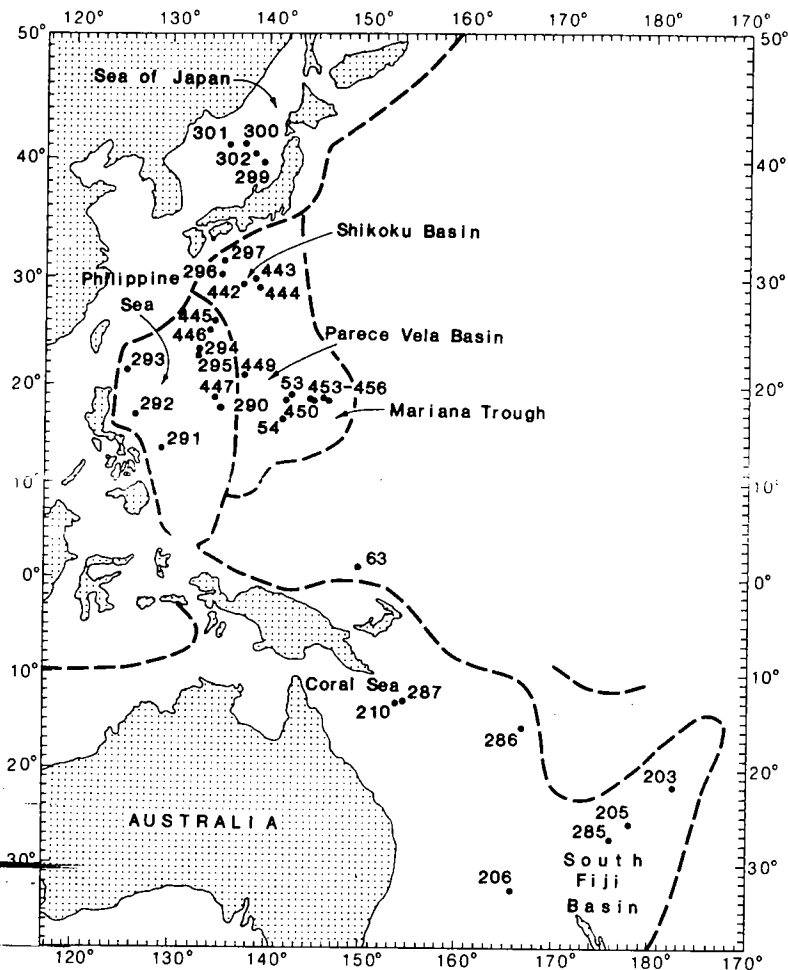 120° 130° 140° 150° 160° 170° 180° 170°
50° 50°
Sea of Japan
301 300
40° 302 40°
299
Shikoku Basin
30° 297 30°
Philippine 296 443
442 444
Sea
445
446 294 Parece Vela Basin
293 295 449
20° 447 53 453-456 20°
292 290 450 Mariana Trough
291 54
10° 10°
63
0° 0°
10° Coral Sea 287 10°
210
286
20° 203 20°
AUSTRALIA 205
285
30° South 30°
206 Fiji
Basin
120° 130° 140° 150° 160° 170° 180° 170°